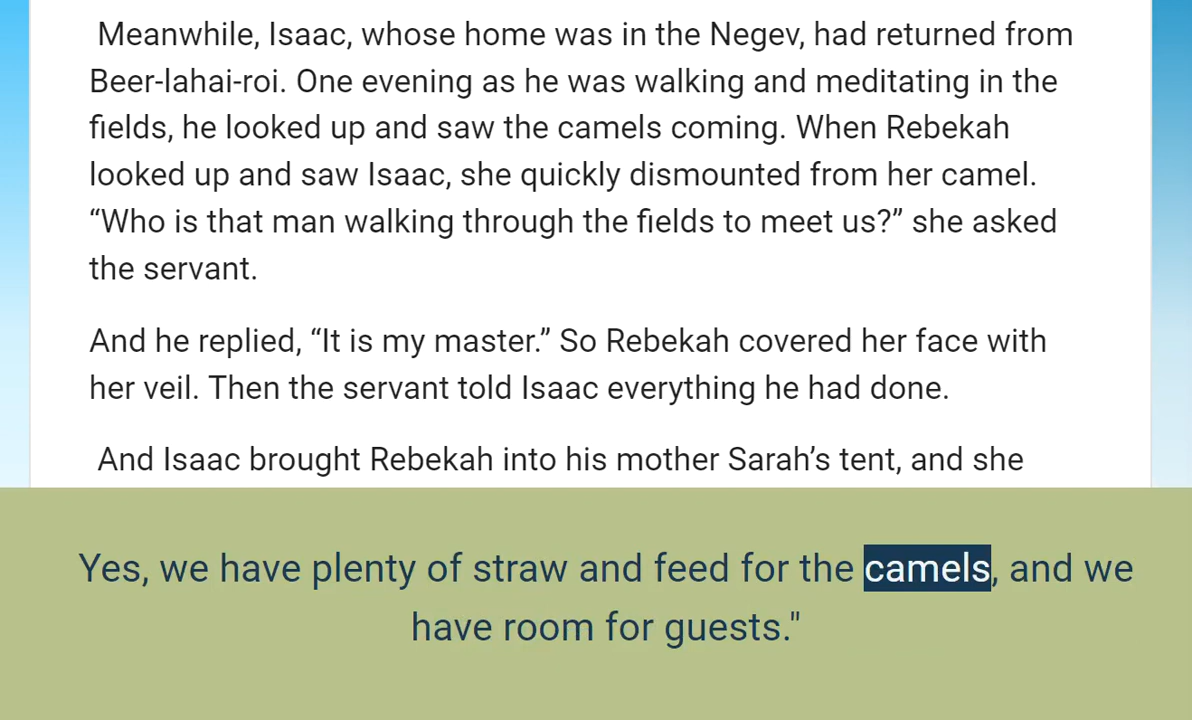 Meanwhile, Isaac, whose home was in the Negev, had returned from
Beer-lahai-roi. One evening as he was walking and meditating in the
fields, he looked up and saw the camels coming. When Rebekah
looked up and saw Isaac, she quickly dismounted from her camel.
“Who is that man walking through the fields to meet us?” she asked
the servant.
And he replied, “It is my master.” So Rebekah covered her face with
her veil. Then the servant told Isaac everything he had done.
And Isaac brought Rebekah into his mother Sarah’s tent, and she
Yes, we have plenty of straw and feed for the camels, and we
have room for guests."